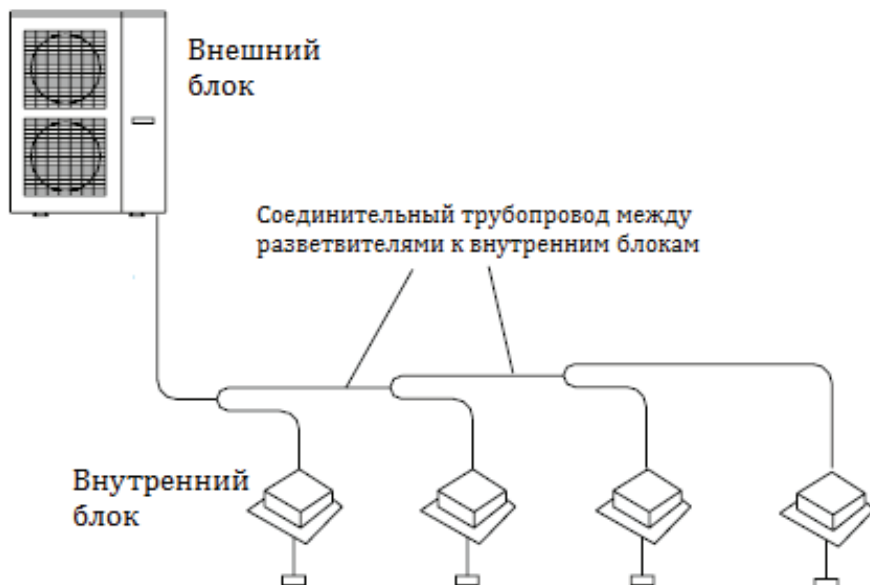 Внешний
блок
Соединительный трубопровод между
разветвителями к внутренним блокам
Внутренний
блок